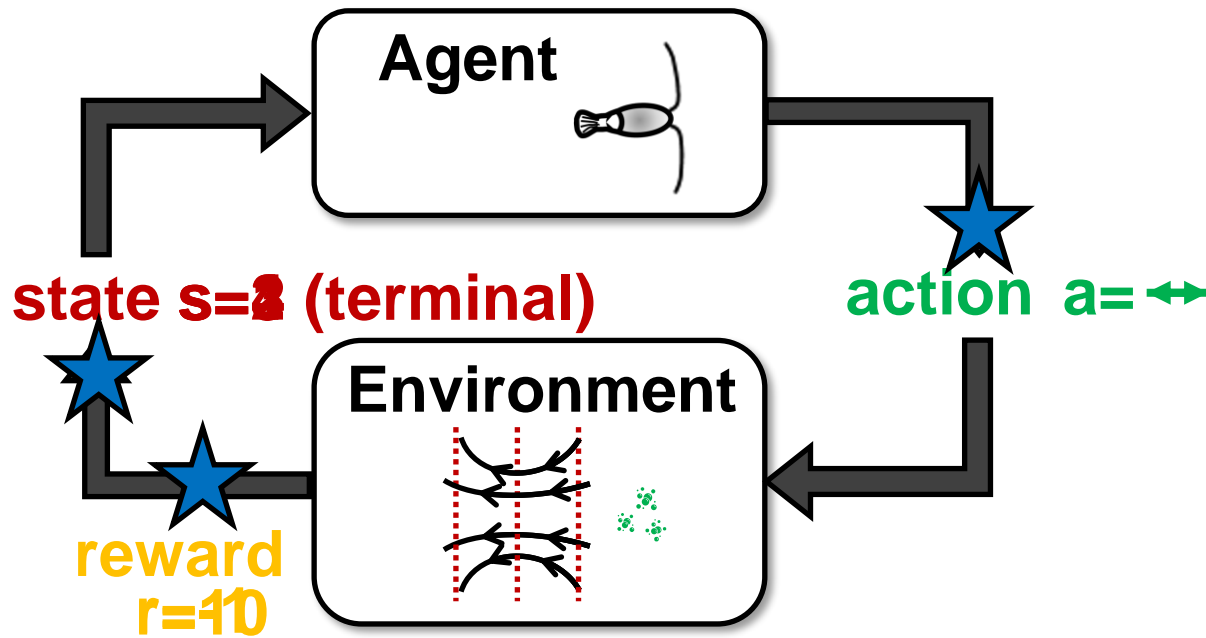 Agent
state s= (terminal)
action a=
Environment
reward
r=